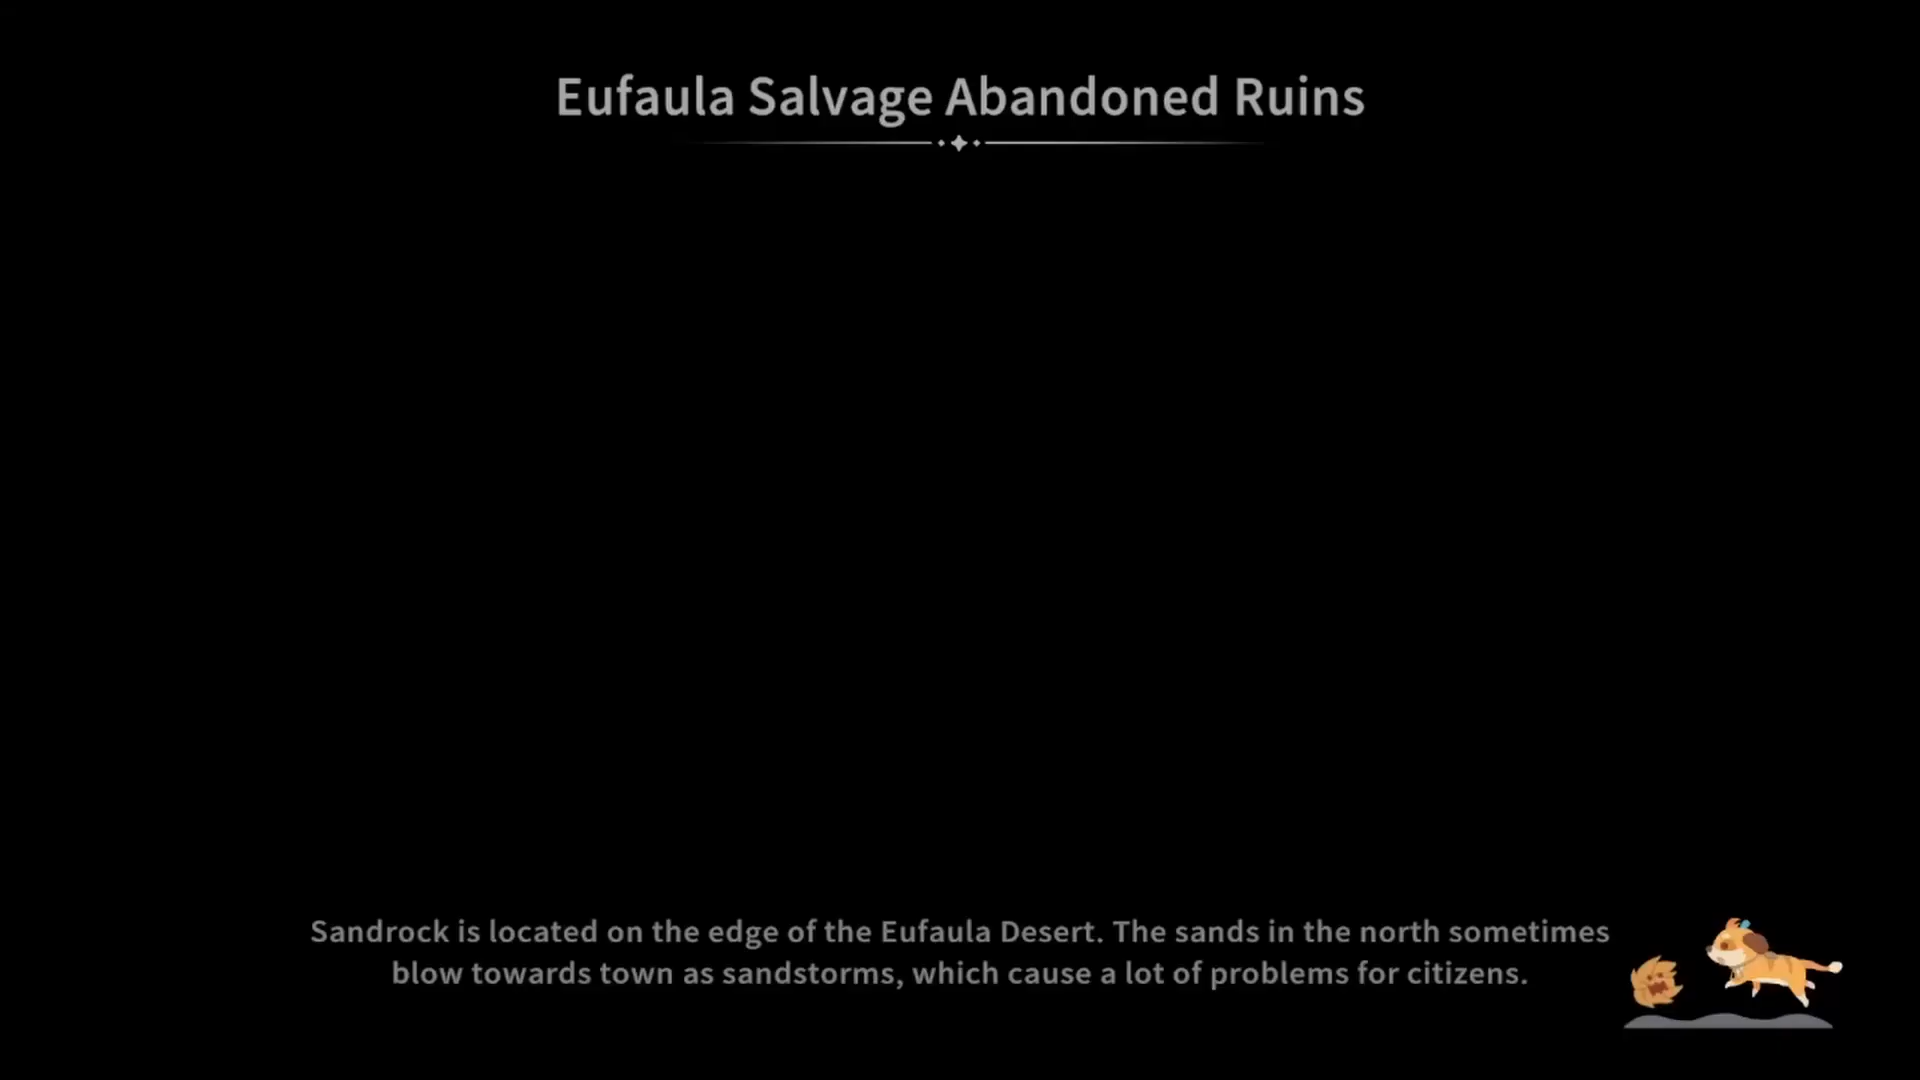 Eufaula Salvage Abandoned Ruins
Sandrock is located on the edge of the Eufaula Desert. The sands in the north sometimes
blow towards town as sandstorms, which cause a lot of problems for citizens.